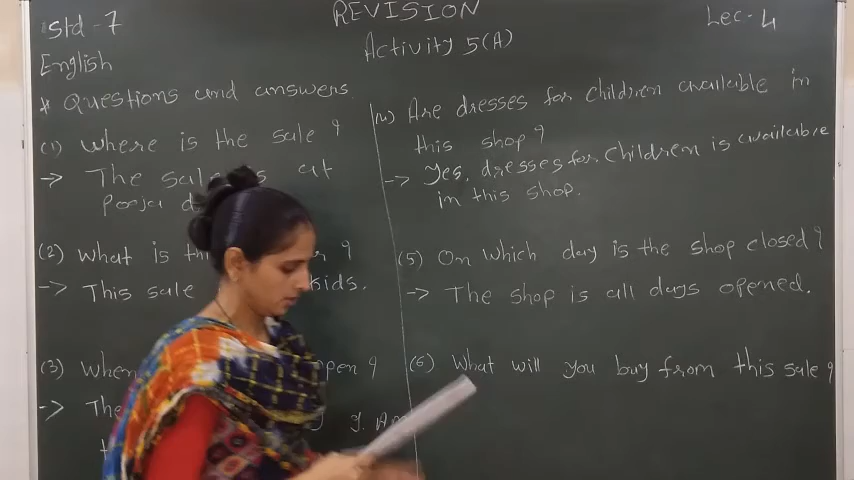 REVISION
Std - 7
Lec - 4
Activity 5(A)
English
* Questions and answers.
(1) Where is the sale ?
-> The sale is at
Pooja
(2) What is ?
-> This sale kids.
(3) When open ?
-> The
(4) Are dresses for children available in
this shop ?
-> Yes, dresses for children is available
in this shop.
(5) On which day is the shop closed ?
-> The shop is all days opened.
(6) What will you buy from this sale ?